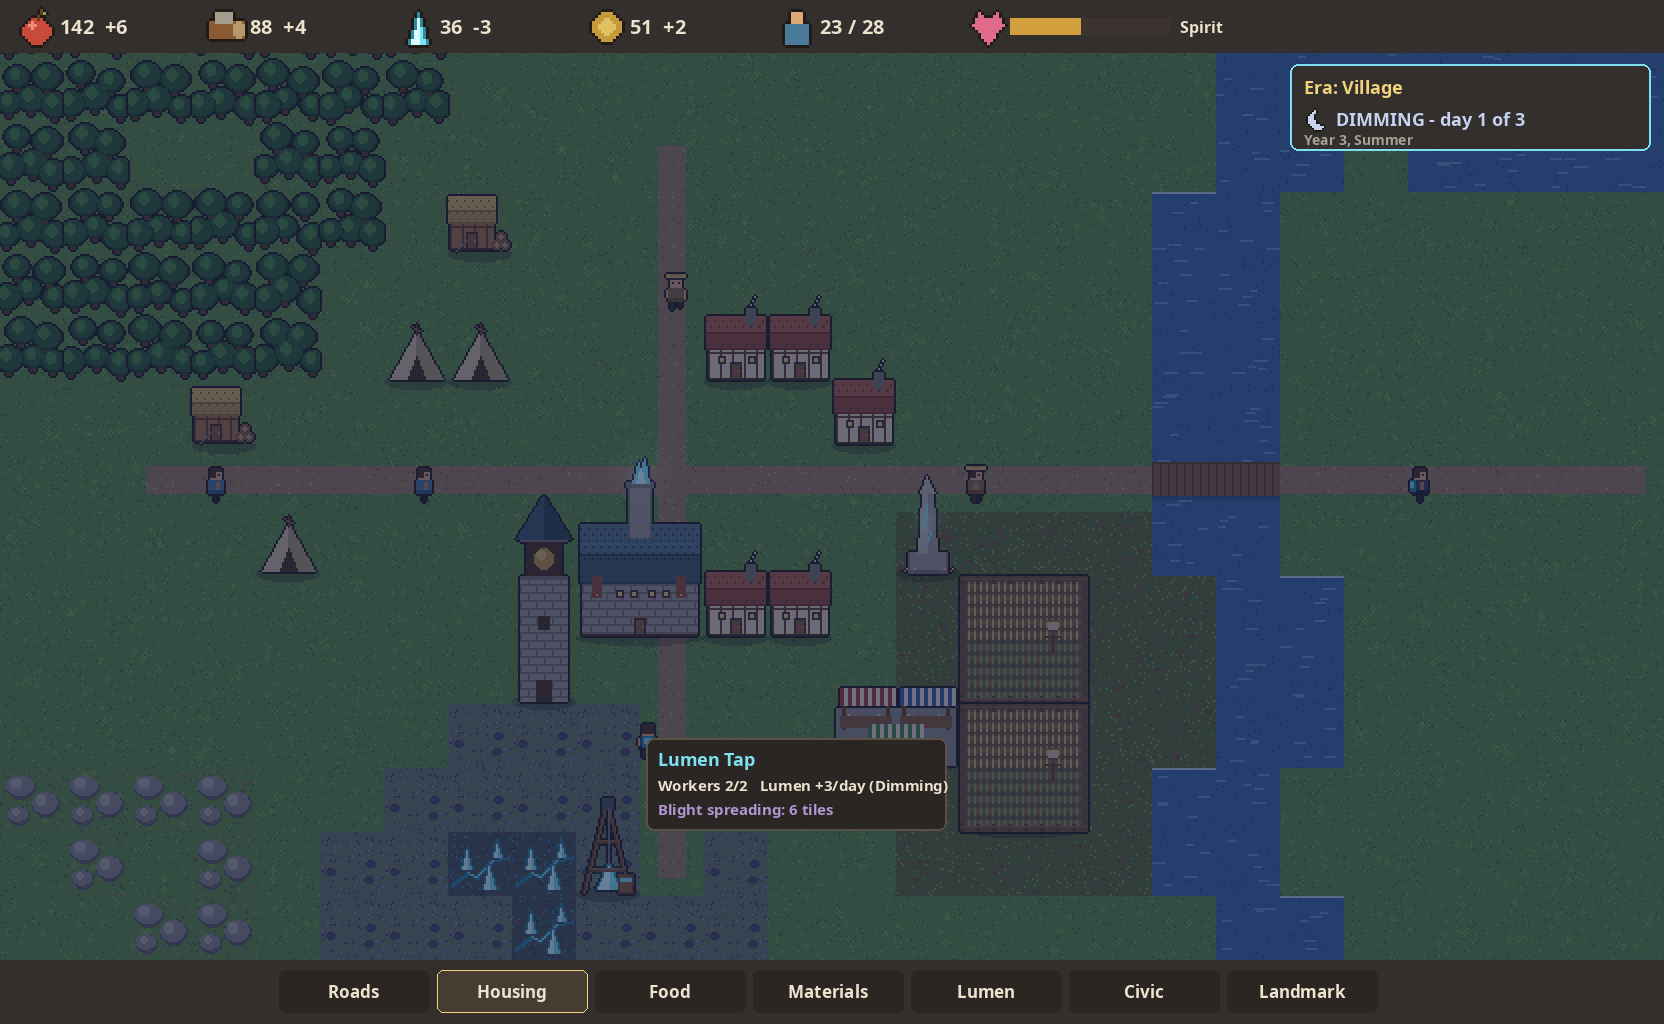 142 +6
88 +4
36 -3
51 +2
23 / 28
Spirit
Era: Village
DIMMING - day 1 of 3
Year 3, Summer
Lumen Tap
Workers 2/2 Lumen +3/day (Dimming)
Blight spreading: 6 tiles
Roads
Housing
Food
Materials
Lumen
Civic
Landmark